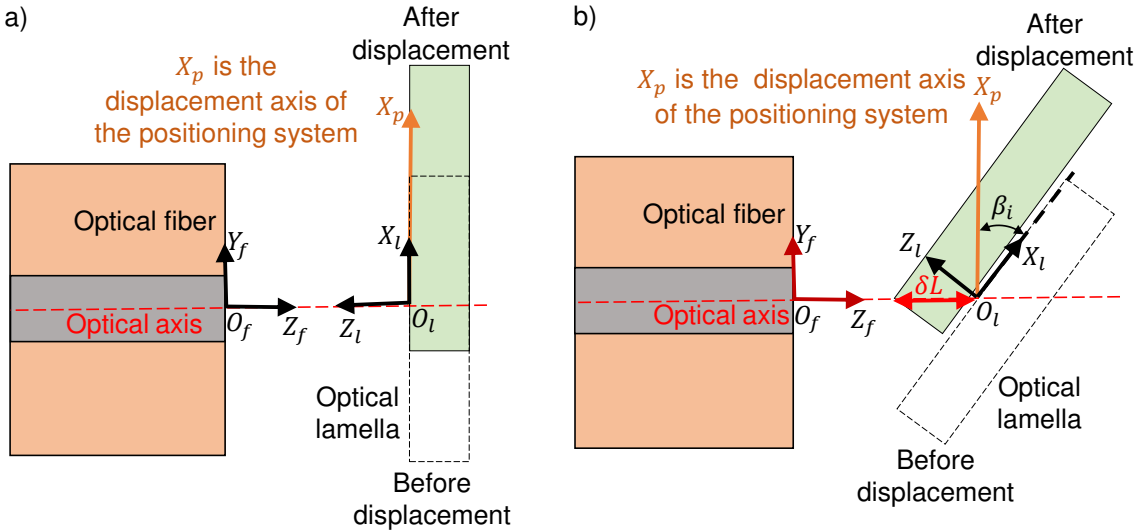 a)
X_p is the
displacement axis of
the positioning system
After
displacement
X_p
Optical fiber
Y_f
X_l
Optical axis
O_f
Z_f
Z_l
O_l
Optical
lamella
Before
displacement
b)
After
displacement
X_p is the displacement axis
of the positioning system
X_p
Optical fiber
Y_f
β_i
Z_l
X_l
δL
Optical axis
O_f
Z_f
O_l
Optical
lamella
Before
displacement